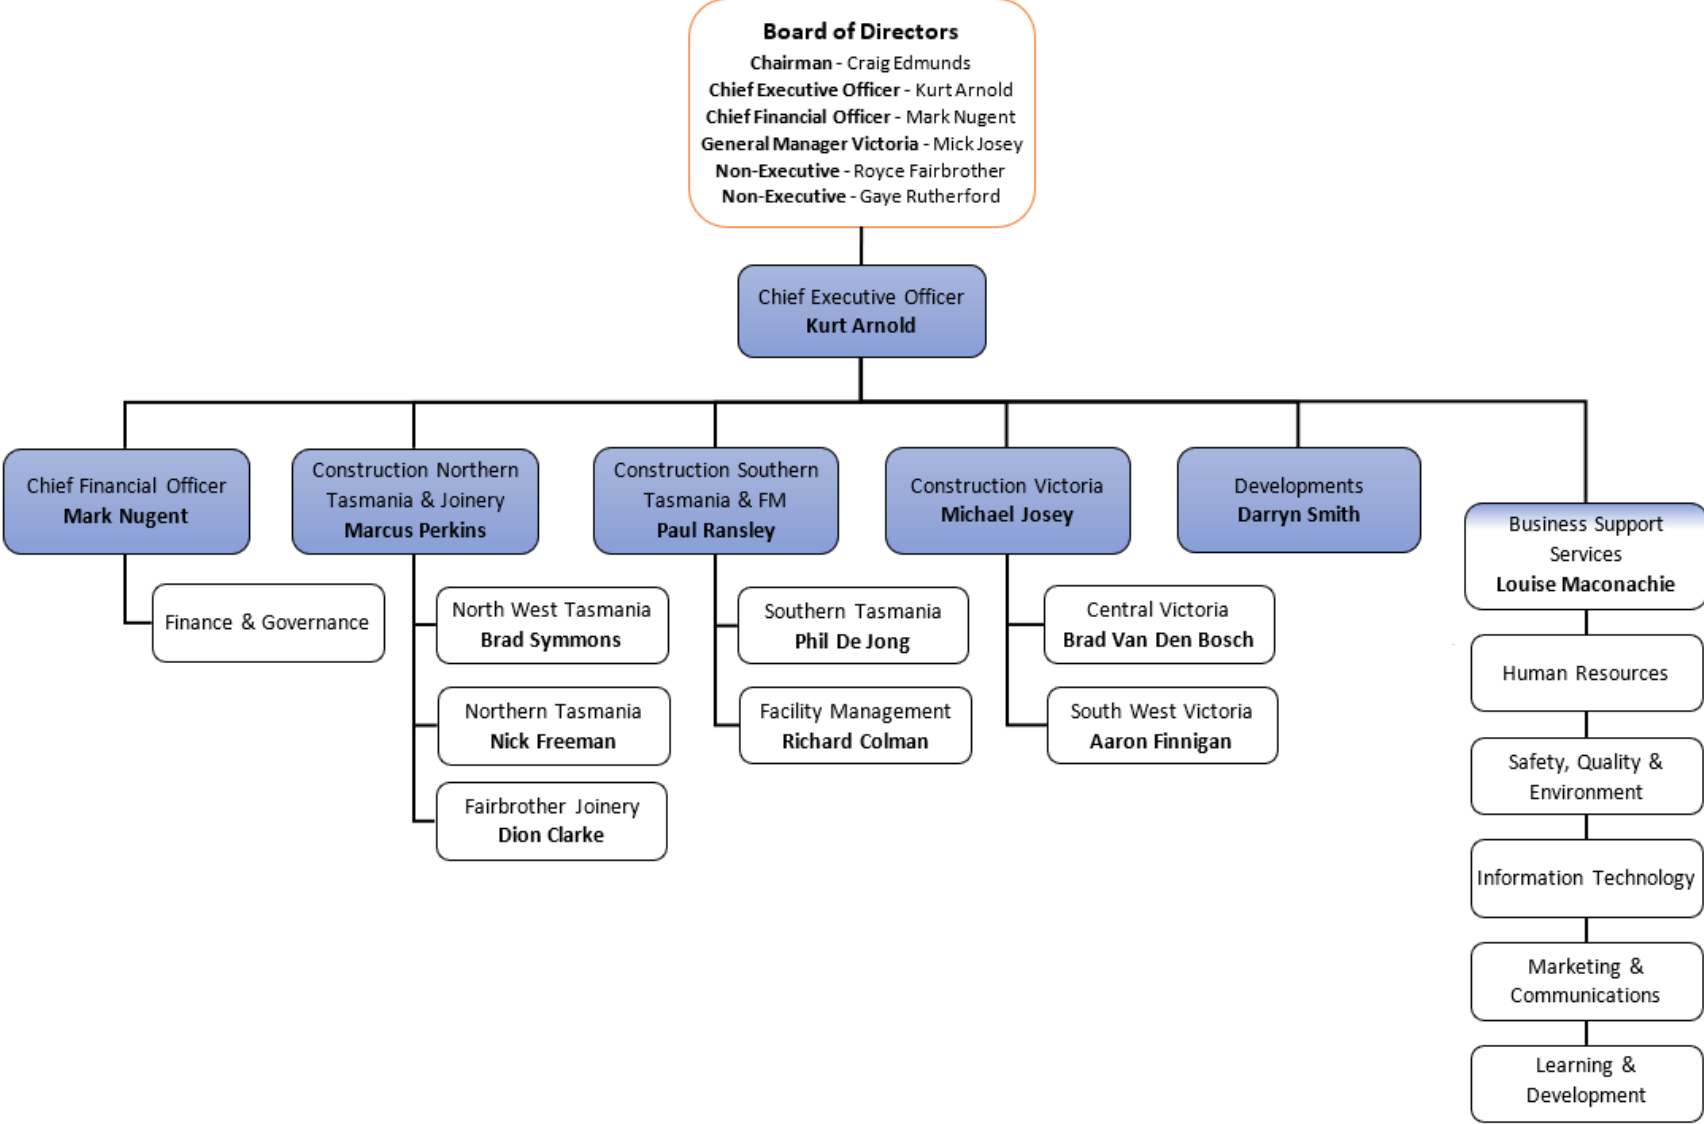 Board of Directors
Chairman - Craig Edmunds
Chief Executive Officer - Kurt Arnold
Chief Financial Officer - Mark Nugent
General Manager Victoria - Mick Josey
Non-Executive - Royce Fairbrother
Non-Executive - Gaye Rutherford
Chief Executive Officer
Kurt Arnold
Chief Financial Officer
Mark Nugent
Finance & Governance
Construction Northern
Tasmania & Joinery
Marcus Perkins
North West Tasmania
Brad Symmons
Northern Tasmania
Nick Freeman
Fairbrother Joinery
Dion Clarke
Construction Southern
Tasmania & FM
Paul Ransley
Southern Tasmania
Phil De Jong
Facility Management
Richard Colman
Construction Victoria
Michael Josey
Central Victoria
Brad Van Den Bosch
South West Victoria
Aaron Finnigan
Developments
Darryn Smith
Business Support
Services
Louise Maconachie
Human Resources
Safety, Quality &
Environment
Information Technology
Marketing &
Communications
Learning &
Development